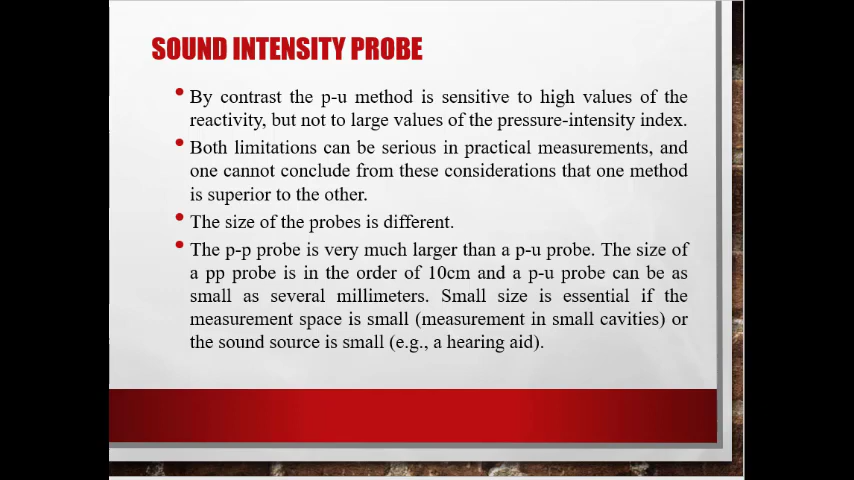 SOUND INTENSITY PROBE
• By contrast the p-u method is sensitive to high values of the
reactivity, but not to large values of the pressure-intensity index.
• Both limitations can be serious in practical measurements, and
one cannot conclude from these considerations that one method
is superior to the other.
• The size of the probes is different.
• The p-p probe is very much larger than a p-u probe. The size of
a pp probe is in the order of 10cm and a p-u probe can be as
small as several millimeters. Small size is essential if the
measurement space is small (measurement in small cavities) or
the sound source is small (e.g., a hearing aid).